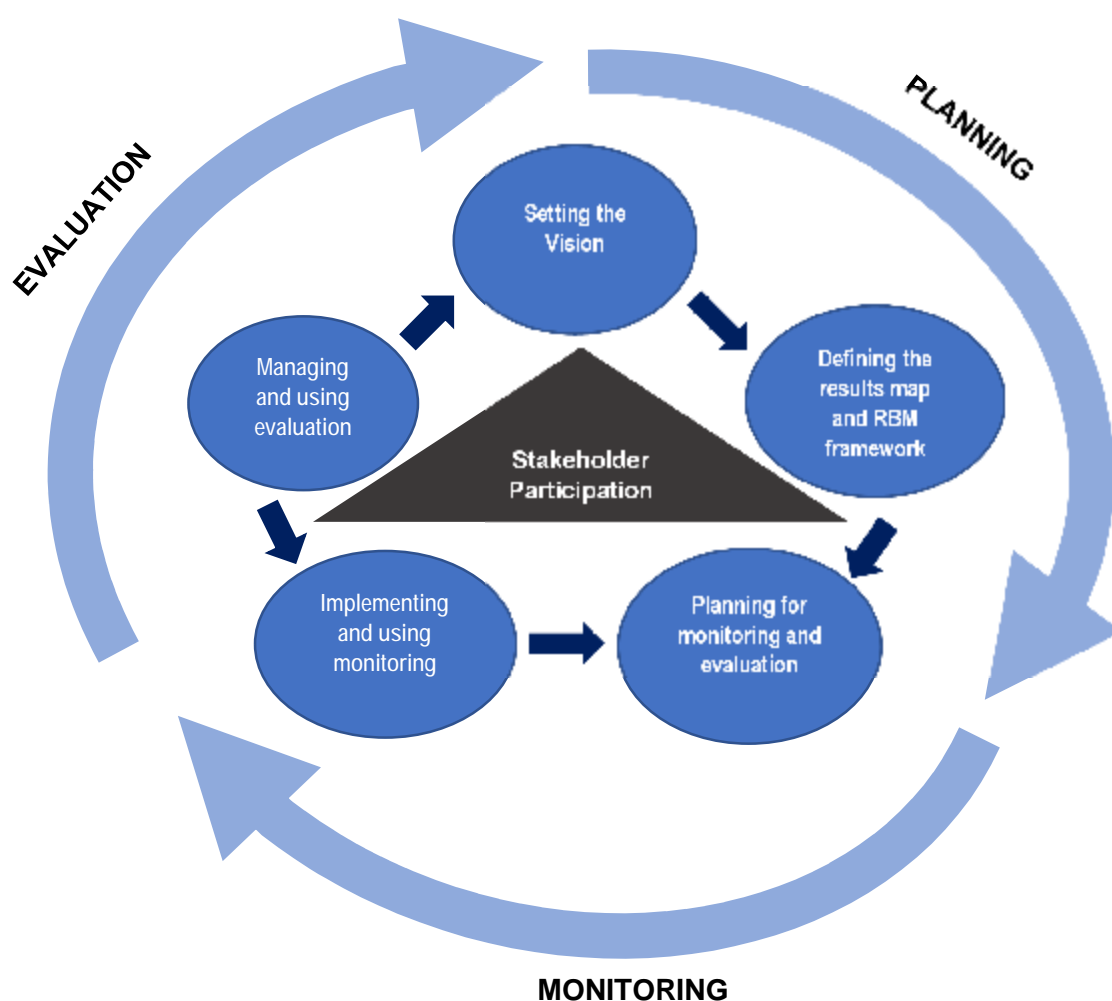 EVALUATION
PLANNING
Setting the
Vision
Managing
and using
evaluation
Defining the
results map
and RBM
framework
Stakeholder
Participation
Implementing
and using
monitoring
Planning for
monitoring and
evaluation
MONITORING